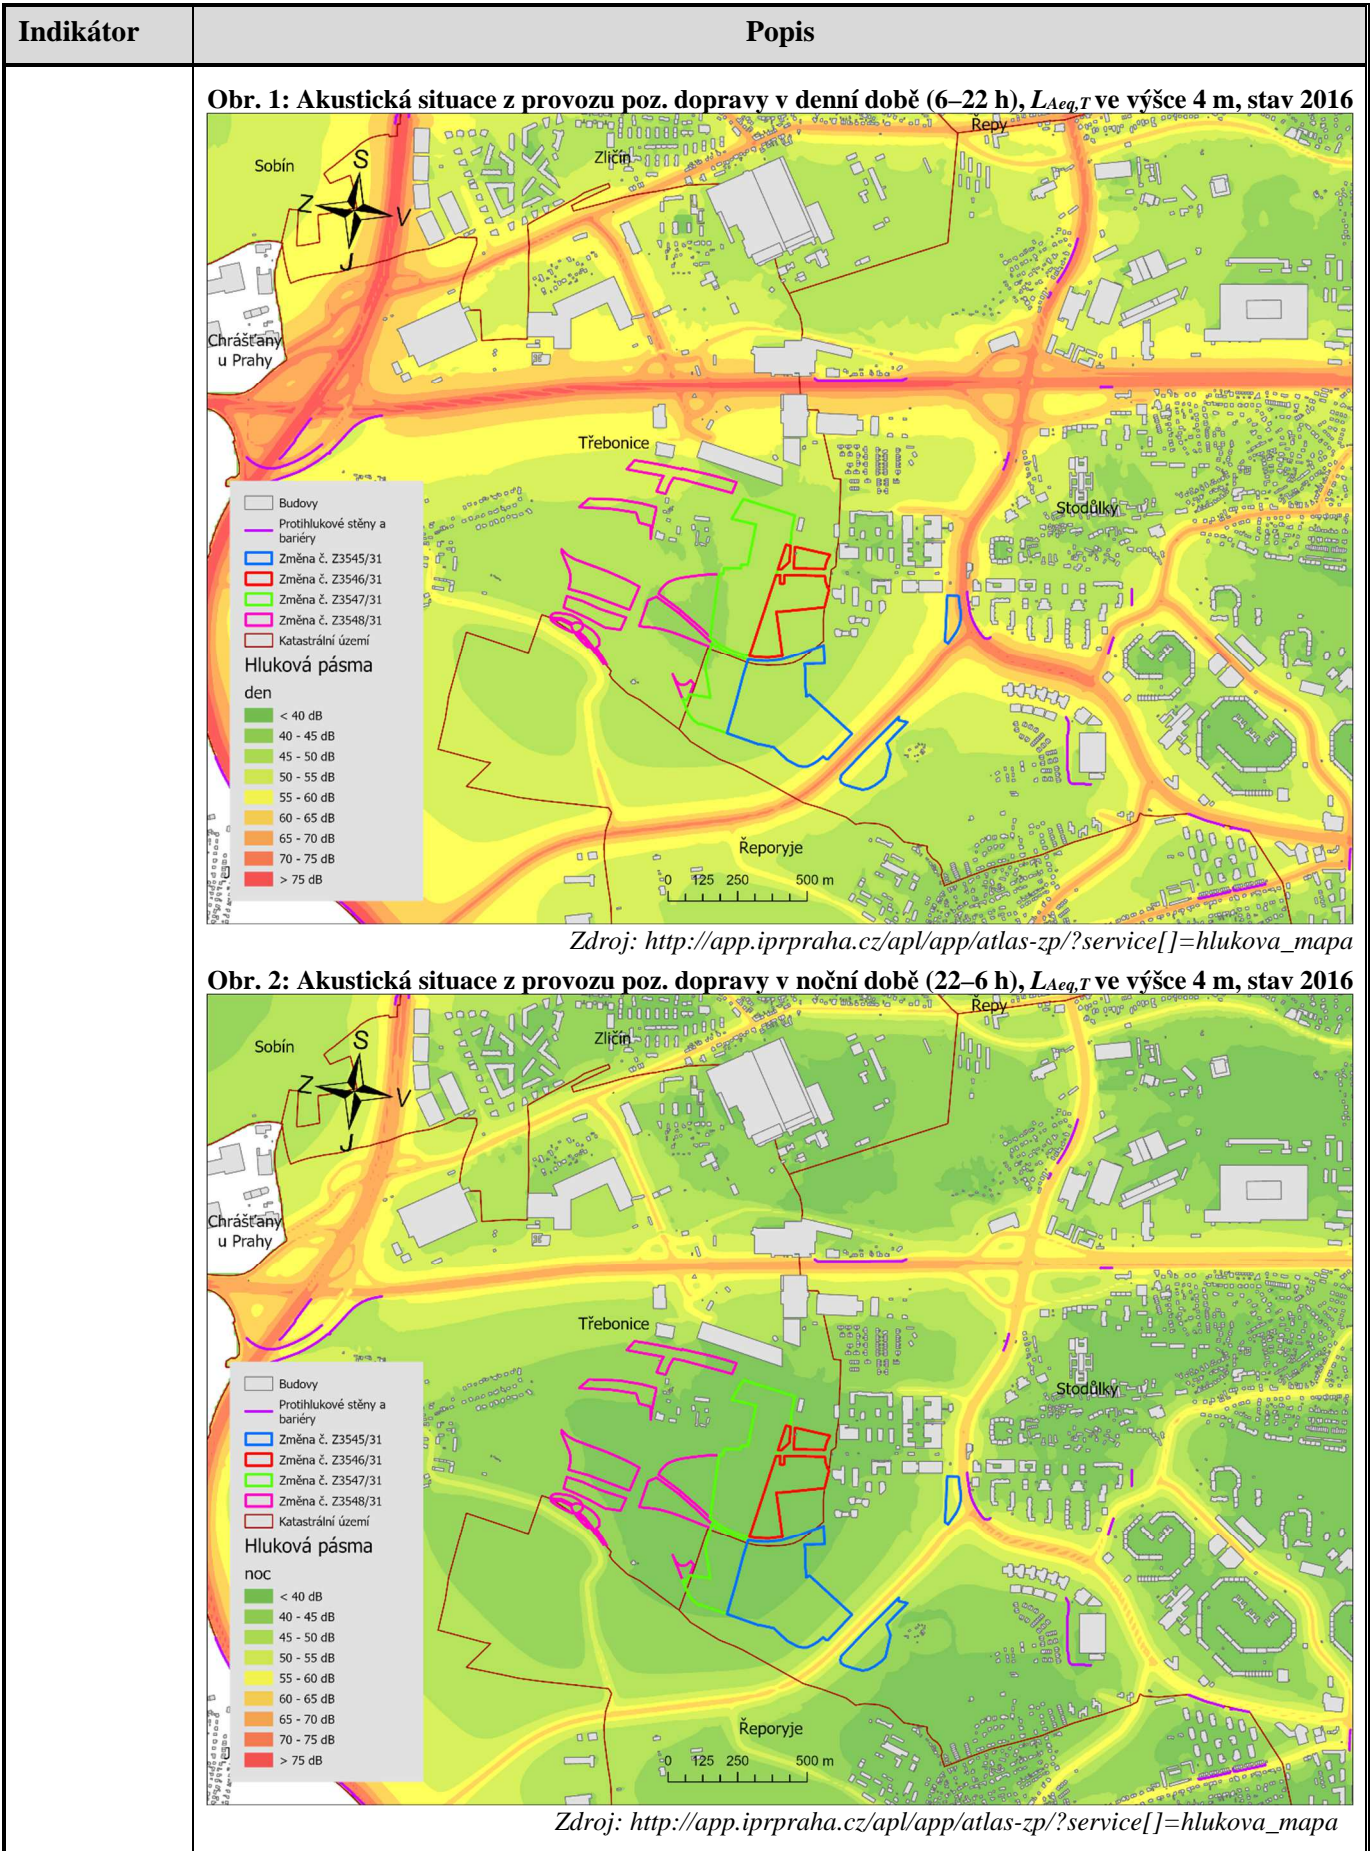 Indikátor
Popis
Obr. 1: Akustická situace z provozu poz. dopravy v denní době (6–22 h), LAeq,T ve výšce 4 m, stav 2016
Řepy
Sobín
S
Zličín
Z
V
J
Chrášťany
u Prahy
Třebonice
Stodůlky
Budovy
Protihlukové stěny a
bariéry
Změna č. Z3545/31
Změna č. Z3546/31
Změna č. Z3547/31
Změna č. Z3548/31
Katastrální území
Hluková pásma
den
< 40 dB
40 - 45 dB
45 - 50 dB
50 - 55 dB
55 - 60 dB
60 - 65 dB
65 - 70 dB
70 - 75 dB
> 75 dB
Řeporyje
0 125 250 500 m
Zdroj: http://app.iprpraha.cz/apl/app/atlas-zp/?service[]=hlukova_mapa
Obr. 2: Akustická situace z provozu poz. dopravy v noční době (22–6 h), LAeq,T ve výšce 4 m, stav 2016
Řepy
Sobín
S
Zličín
Z
V
J
Chrášťany
u Prahy
Třebonice
Stodůlky
Budovy
Protihlukové stěny a
bariéry
Změna č. Z3545/31
Změna č. Z3546/31
Změna č. Z3547/31
Změna č. Z3548/31
Katastrální území
Hluková pásma
noc
< 40 dB
40 - 45 dB
45 - 50 dB
50 - 55 dB
55 - 60 dB
60 - 65 dB
65 - 70 dB
70 - 75 dB
> 75 dB
Řeporyje
0 125 250 500 m
Zdroj: http://app.iprpraha.cz/apl/app/atlas-zp/?service[]=hlukova_mapa